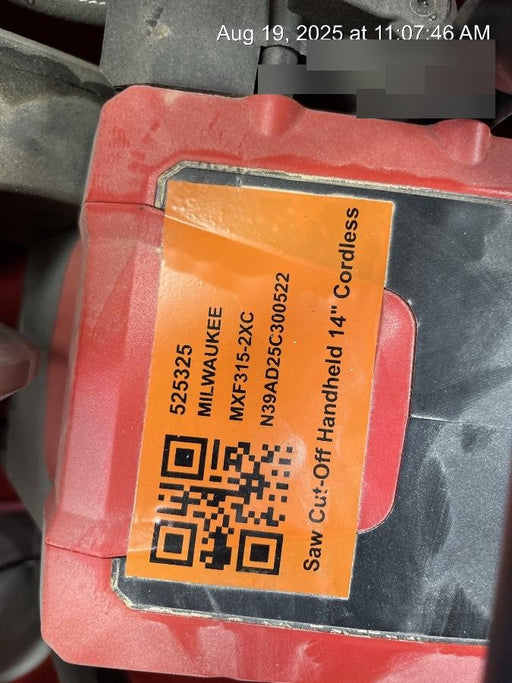 Aug 19, 2025 at 11:07:46 AM
525325
MILWAUKEE
MXF315-2XC
N39AD25C300522
Saw Cut-Off Handheld 14" Cordless